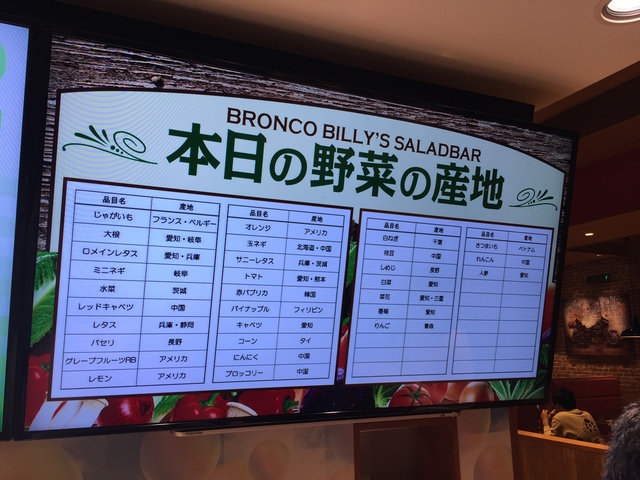 BRONCO BILLY'S SALADBAR
本日の野菜の産地
品目名 産地
じゃがいも フランス・ベルギー
大根 愛知・岐阜
ロメインレタス 愛知・兵庫
ミニネギ 岐阜
水菜 茨城
レッドキャベツ 中国
レタス 兵庫・静岡
パセリ 長野
グレープフルーツRB アメリカ
レモン アメリカ
品目名 産地
オレンジ アメリカ
玉ネギ 北海道・中国
サニーレタス 兵庫・茨城
トマト 愛知・熊本
赤パプリカ 韓国
パイナップル フィリピン
キャベツ 愛知
コーン タイ
にんにく 中国
ブロッコリー 中国
品目名 産地
白ねぎ 千葉
枝豆 中国
しめじ 長野
白菜 愛知
菜花 愛知・三重
春菊 愛知
りんご 青森
品目名 産地
さつまいも ベトナム
れんこん 中国
人参 愛知